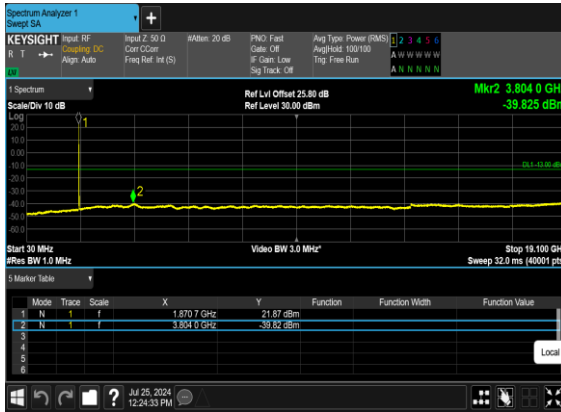 Spectrum Analyzer 1
Swept SA
+
KEYSIGHT Input: RF Input Z: 50 Ω #Atten: 20 dB PNO: Fast Avg Type: Power (RMS) 1 2 3 4 5 6
R T Coupling: DC Corr CCorr Gate: Off Avg|Hold: 100/100 A W W W W W
Align: Auto Freq Ref: Int (S) IF Gain: Low Trig: Free Run
Sig Track: Off A N N N N N
LXI
1 Spectrum
Scale/Div 10 dB
Ref Lvl Offset 25.80 dB
Ref Level 30.00 dBm
Mkr2 3.804 0 GH
-39.825 dBm
Log
20.0
10.0
0.00
-10.0
-20.0
-30.0
-40.0
-50.0
-60.0
1
2
DL1 -13.00 dB
Start 30 MHz Video BW 3.0 MHz* Stop 19.100 GH
#Res BW 1.0 MHz Sweep 32.0 ms (40001 pts
5 Marker Table
Mode Trace Scale X Y Function Function Width Function Value
1 N 1 f 1.870 7 GHz 21.87 dBm
2 N 1 f 3.804 0 GHz -39.82 dBm
3
4
5
6
Local
?
Jul 25, 2024
12:24:33 PM